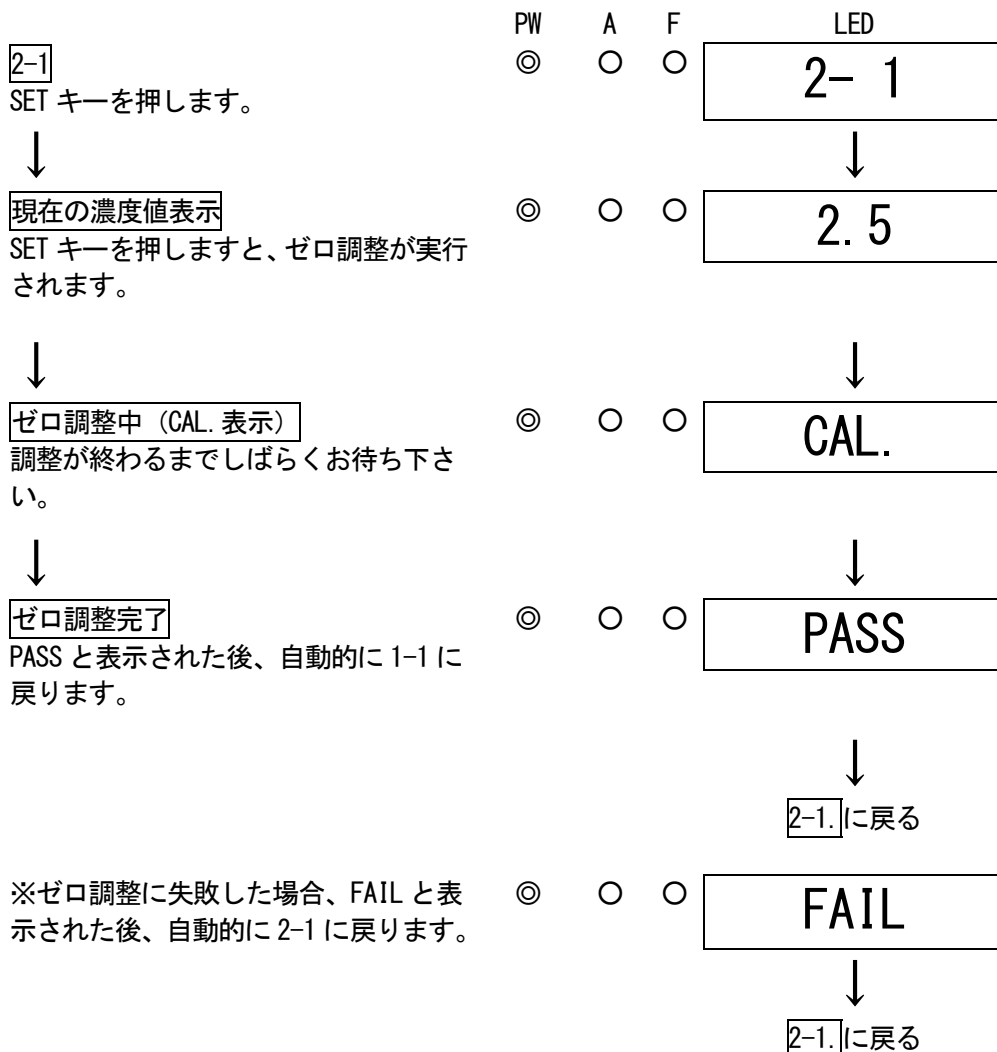 PW A F LED
2-1 ◎ ○ ○ 2- 1
SET キーを押します。
↓ ↓
現在の濃度値表示 ◎ ○ ○ 2.5
SET キーを押しますと、ゼロ調整が実行
されます。
↓ ↓
ゼロ調整中（CAL.表示） ◎ ○ ○ CAL.
調整が終わるまでしばらくお待ち下さ
い。
↓ ↓
ゼロ調整完了 ◎ ○ ○ PASS
PASS と表示された後、自動的に 1-1 に
戻ります。
↓
2-1.に戻る
※ゼロ調整に失敗した場合、FAIL と表 ◎ ○ ○ FAIL
示された後、自動的に 2-1 に戻ります。
↓
2-1.に戻る